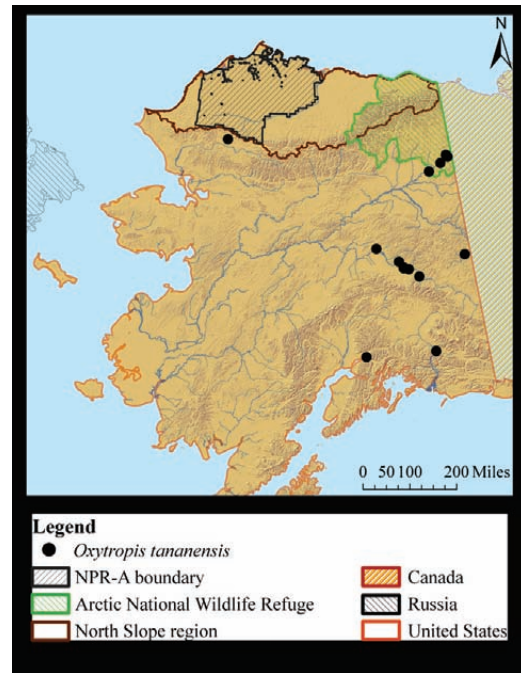 N
0 50 100 200 Miles
Legend
Oxytropis tananensis
NPR-A boundary
Canada
Arctic National Wildlife Refuge
Russia
North Slope region
United States